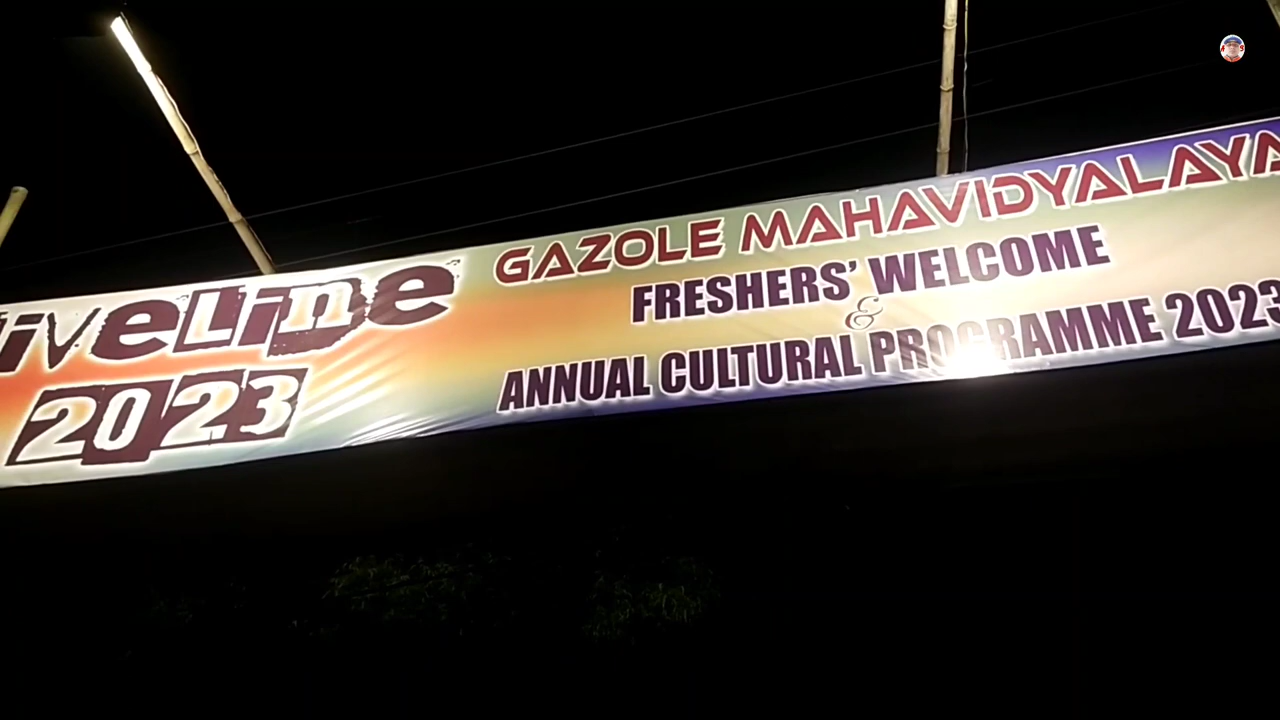 iveLine
2023
GAZOLE MAHAVIDYALAYA
FRESHERS' WELCOME
&
ANNUAL CULTURAL PROGRAMME 2023